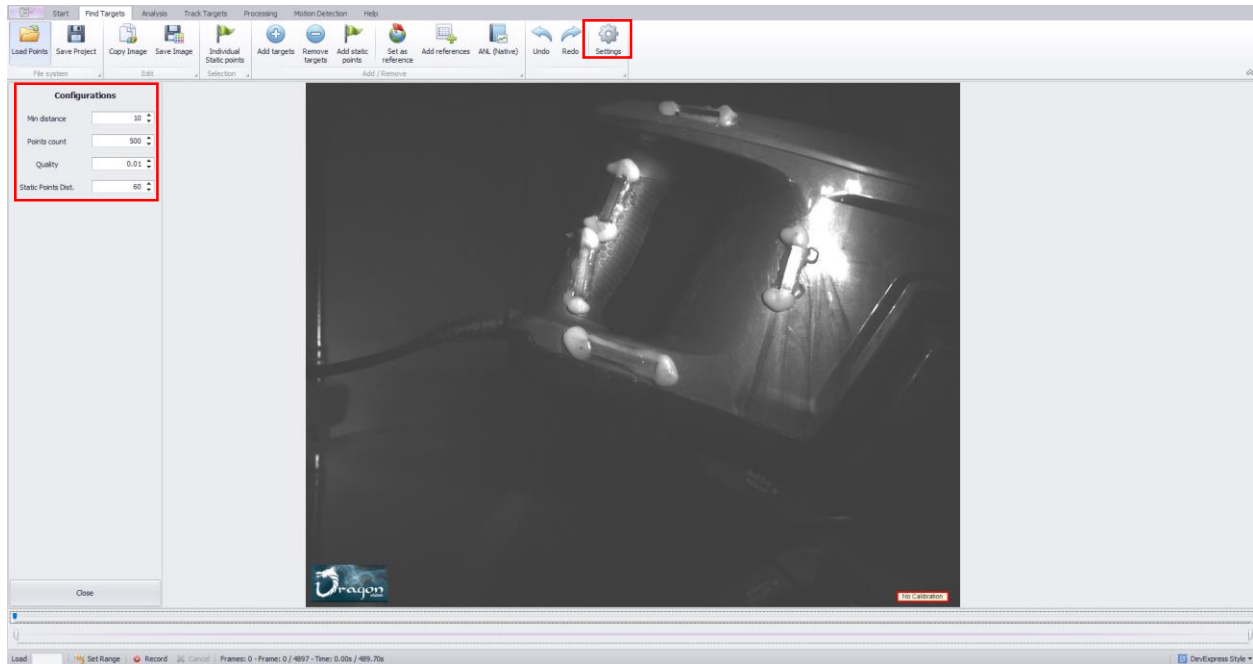 Start Find Targets Analysis Track Targets Processing Motion Detection Help
Load Points Save Project Copy Image Save Image Individual Static points Add targets Remove targets Add static points Set as reference Add references ANL (Native) Undo Redo Settings
File system Edit Selection Add / Remove
Configurations
Min distance 10
Points count 500
Quality 0.01
Static Points Dist. 60
Close
Dragon
No Calibration
Load Set Range Record Cancel Frames: 0 - Frame: 0 / 4897 - Time: 0.00s / 489.70s DevExpress Style